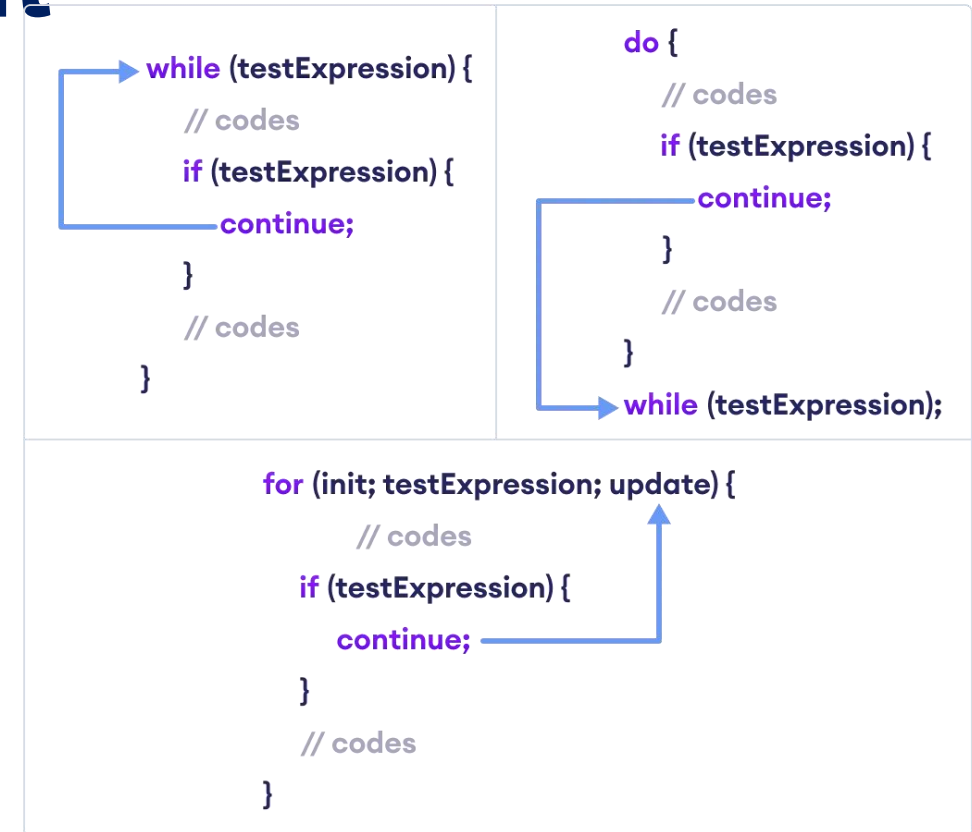 while (testExpression) {
// codes
if (testExpression) {
continue;
}
// codes
}
do {
// codes
if (testExpression) {
continue;
}
// codes
}
while (testExpression);
for (init; testExpression; update) {
// codes
if (testExpression) {
continue;
}
// codes
}